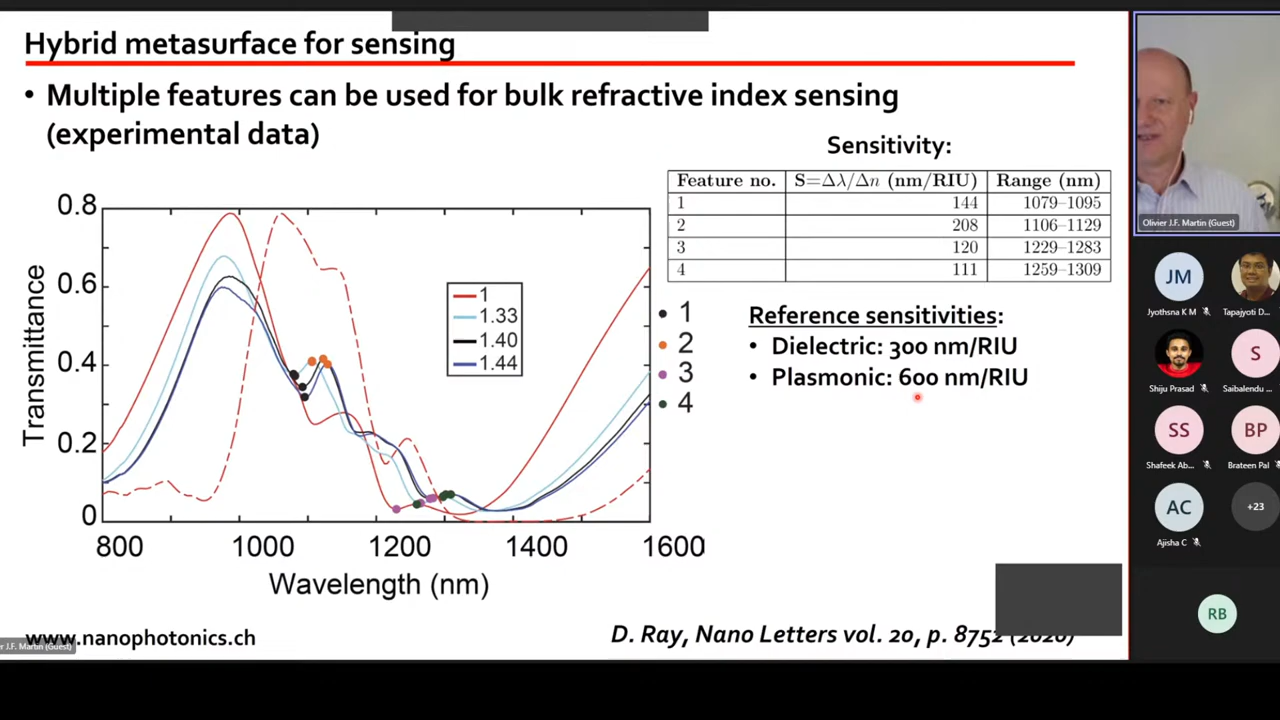 Hybrid metasurface for sensing
• Multiple features can be used for bulk refractive index sensing
(experimental data)
Sensitivity:
Feature no. S=Δλ/Δn (nm/RIU) Range (nm)
1 144 1079–1095
2 208 1106–1129
3 120 1229–1283
4 111 1259–1309
Reference sensitivities:
• Dielectric: 300 nm/RIU
• Plasmonic: 600 nm/RIU
1
2
3
4
1
1.33
1.40
1.44
Transmittance
0.8
0.6
0.4
0.2
0
800 1000 1200 1400 1600
Wavelength (nm)
www.nanophotonics.ch
D. Ray, Nano Letters vol. 20, p. 8752 (2020)
r J.F. Martin (Guest)
Olivier J.F. Martin (Guest)
JM
Jyothsna K M
Tapajyoti D...
Shiju Prasad
S
Saibalendu ...
SS
Shafeek Ab...
BP
Brateen Pal
AC
Ajisha C
+23
RB